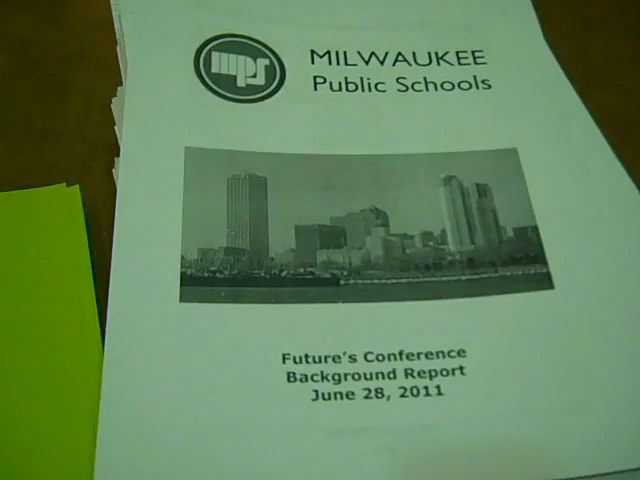 mps
MILWAUKEE
Public Schools
Future's Conference
Background Report
June 28, 2011